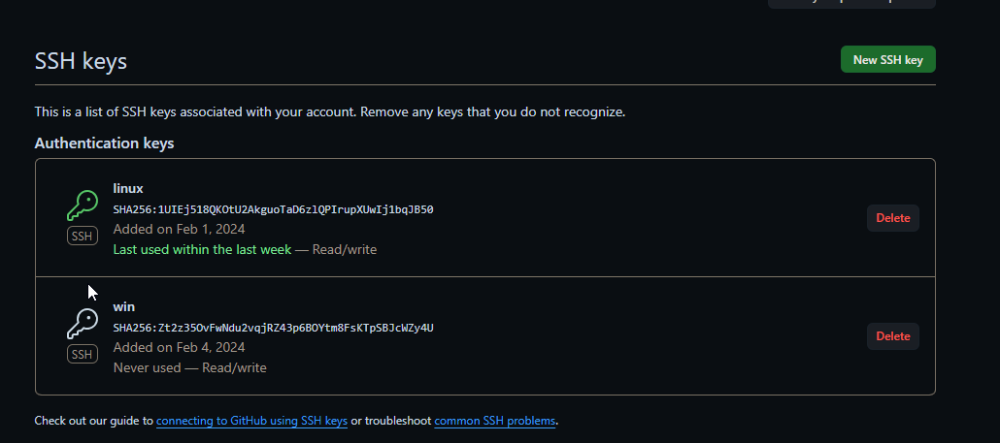 SSH keys
New SSH key
This is a list of SSH keys associated with your account. Remove any keys that you do not recognize.
Authentication keys
linux
SHA256:1UIEj518QKOtU2AkguoTaD6zlQPIrupXUwIj1bqJB50
SSH
Added on Feb 1, 2024
Last used within the last week — Read/write
Delete
win
SHA256:Zt2z35OvFwNdu2vqjRZ43p6BOYtm8FsKTpSBJcWZy4U
SSH
Added on Feb 4, 2024
Never used — Read/write
Delete
Check out our guide to connecting to GitHub using SSH keys or troubleshoot common SSH problems.